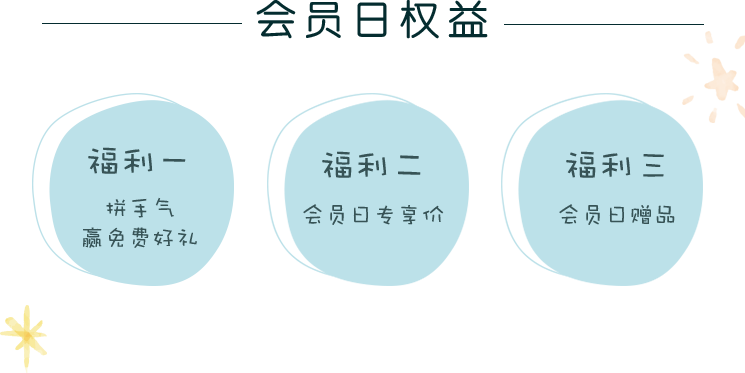 会员日权益
福利一
拼手气
赢免费好礼
福利二
会员日专享价
福利三
会员日赠品